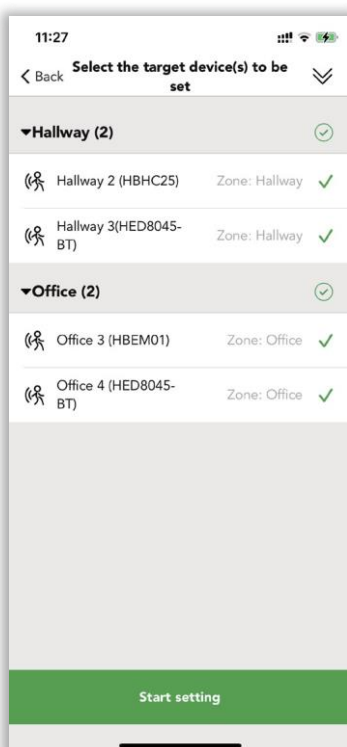 11:27
Back
Select the target device(s) to be
set
Hallway (2)
Hallway 2 (HBHC25)
Zone: Hallway
Hallway 3(HED8045-
BT)
Zone: Hallway
Office (2)
Office 3 (HBEM01)
Zone: Office
Office 4 (HED8045-
BT)
Zone: Office
Start setting